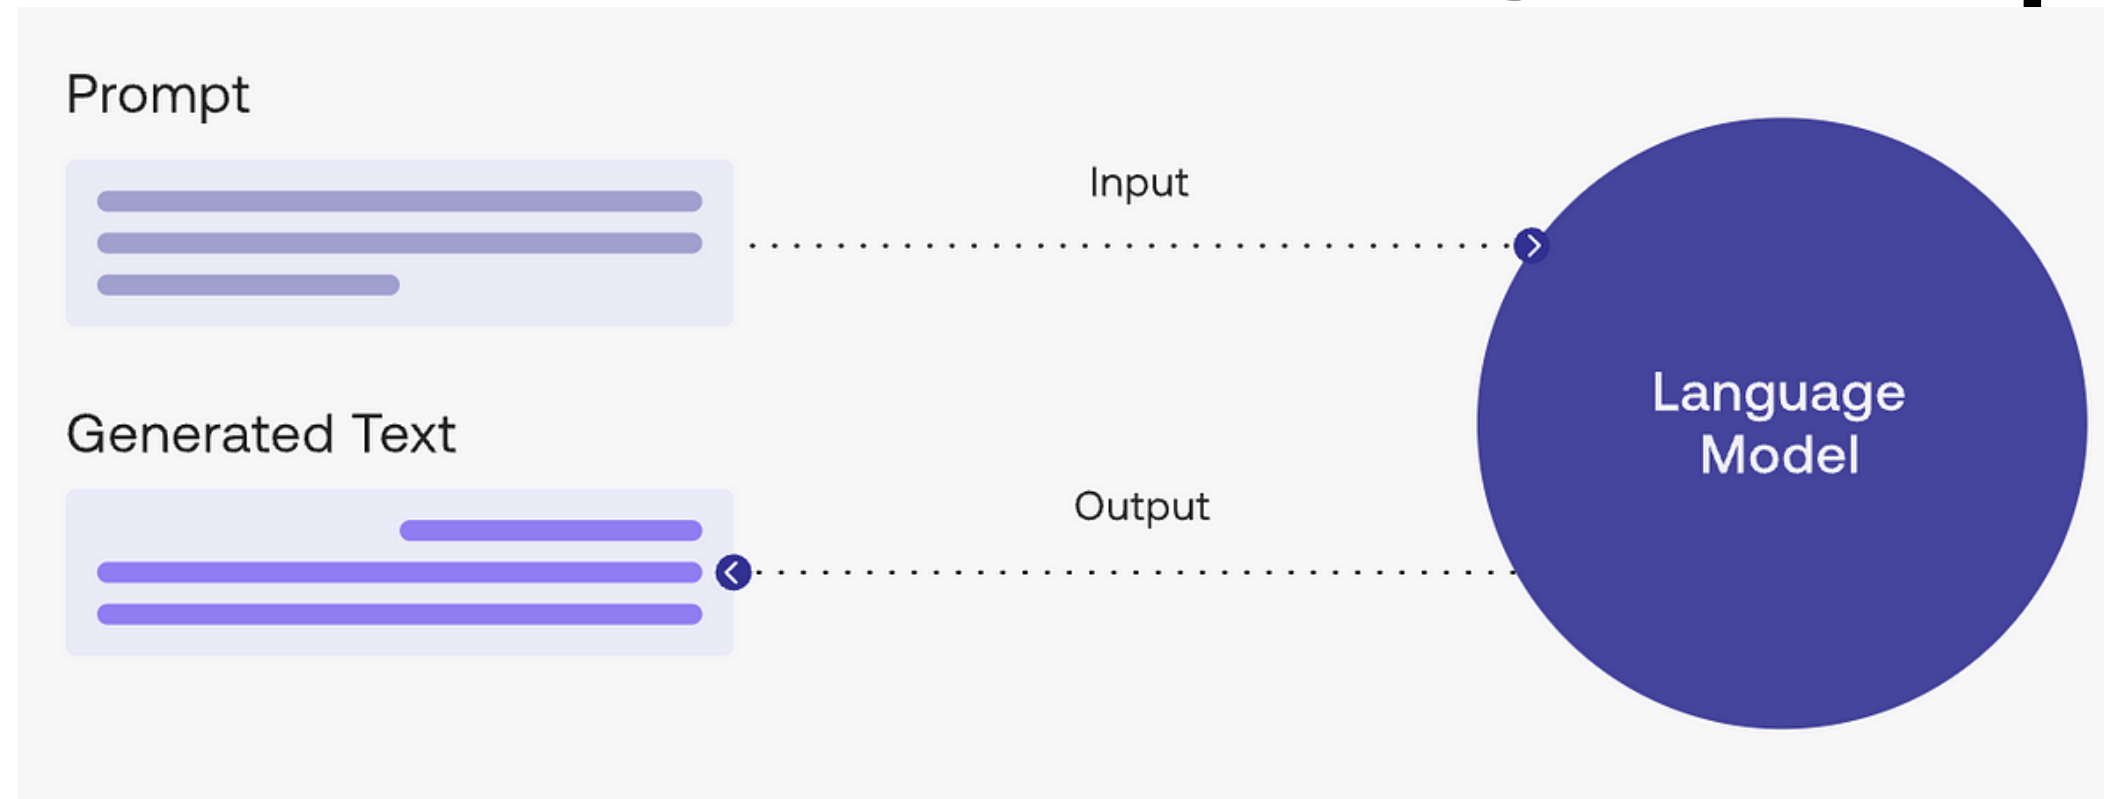 Prompt
Input
Generated Text
Output
Language
Model